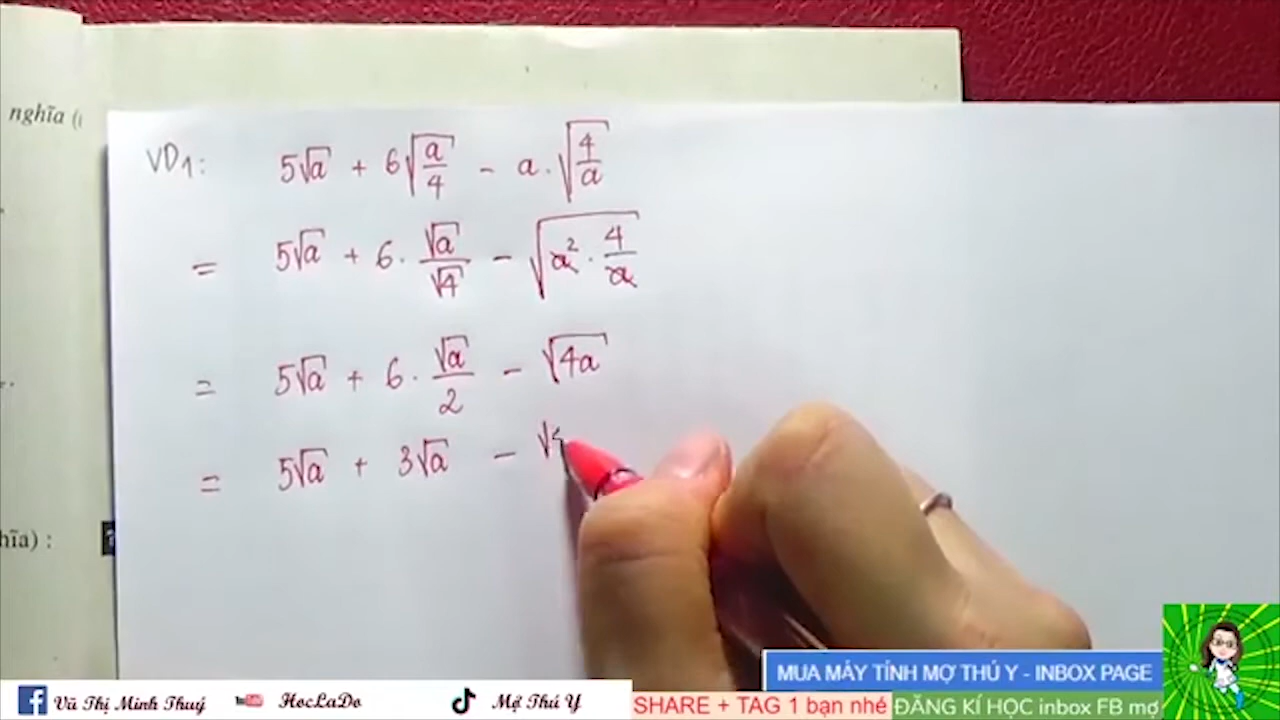 nghĩa (
VD1: 5√a + 6√(a/4) - a·√(4/a)
= 5√a + 6·√a/√4 - √(a²·4/a)
= 5√a + 6·√a/2 - √4a
= 5√a + 3√a - √
hĩa) :
MUA MÁY TÍNH MỢ THÚ Y - INBOX PAGE
Vũ Thị Minh Thuý HocLaDo Mợ Thú Y SHARE + TAG 1 bạn nhé ĐĂNG KÍ HỌC inbox FB mợ